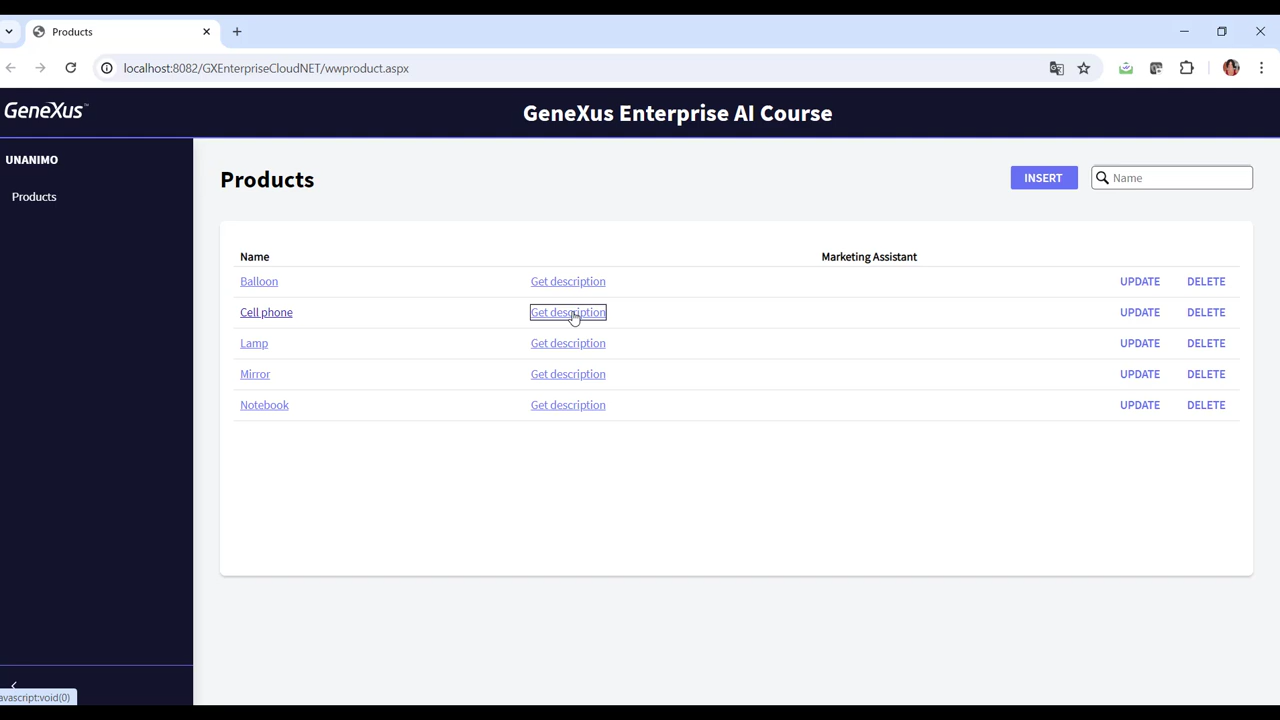 Products
localhost:8082/GXEnterpriseCloudNET/wwproduct.aspx
GeneXus™
GeneXus Enterprise AI Course
UNANIMO
Products
Products
INSERT
Name
Name Marketing Assistant
Balloon Get description UPDATE DELETE
Cell phone Get description UPDATE DELETE
Lamp Get description UPDATE DELETE
Mirror Get description UPDATE DELETE
Notebook Get description UPDATE DELETE
avascript:void(0)